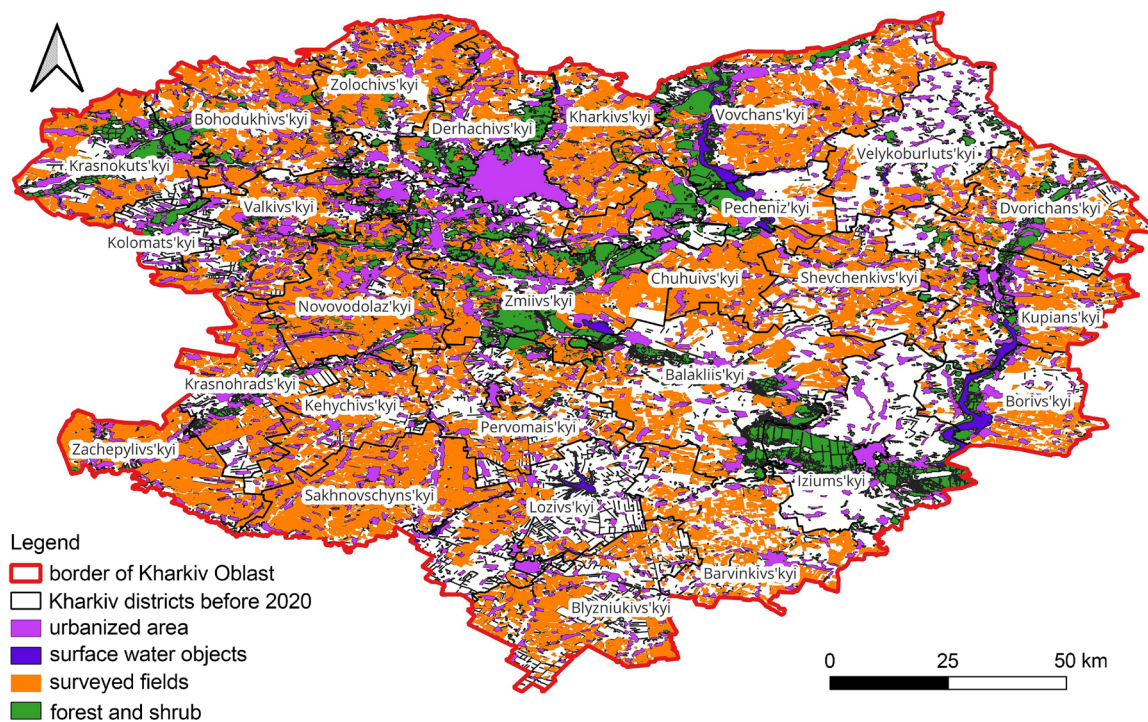 Zolochivs'kyi
Bohodukhivs'kyi
Derhachivs'kyi
Kharkivs'kyi
Vovchans'kyi
Krasnokuts'kyi
Velykoburluts'kyi
Valkivs'kyi
Pecheniz'kyi
Dvorichans'kyi
Kolomats'kyi
Chuhuivs'kyi
Shevchenkivs'kyi
Novovodolaz'kyi
Zmiivs'kyi
Kupians'kyi
Krasnohrads'kyi
Balakliis'kyi
Kehychivs'kyi
Borivs'kyi
Pervomais'kyi
Zachepylivs'kyi
Iziums'kyi
Sakhnovschyns'kyi
Lozivs'kyi
Barvinkivs'kyi
Blyzniukivs'kyi
Legend
border of Kharkiv Oblast
Kharkiv districts before 2020
urbanized area
surface water objects
surveyed fields
forest and shrub
0 25 50 km